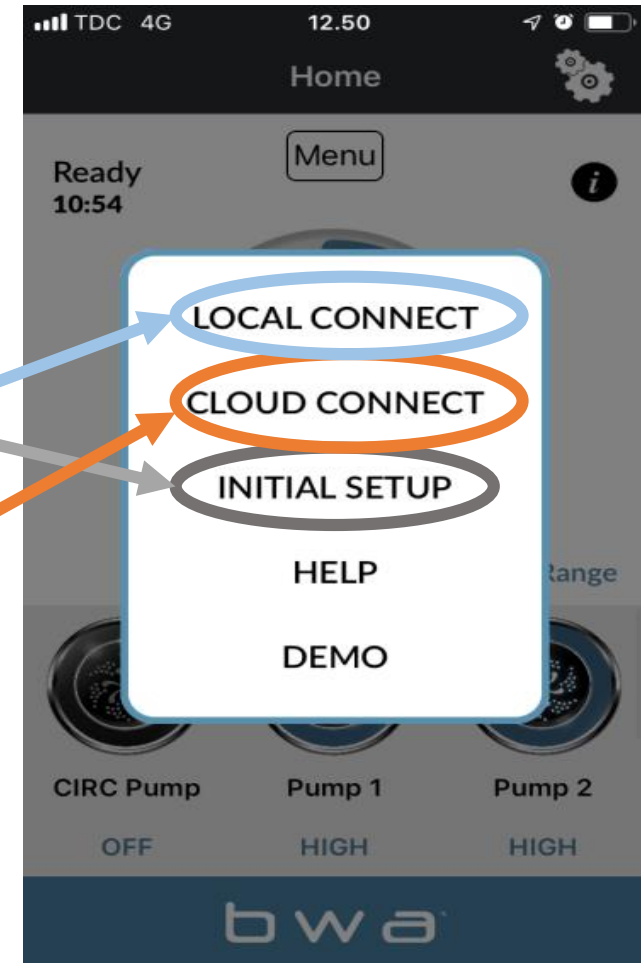 TDC 4G 12.50
Home
Menu
Ready
10:54
i
LOCAL CONNECT
CLOUD CONNECT
INITIAL SETUP
HELP
Range
DEMO
CIRC Pump Pump 1 Pump 2
OFF HIGH HIGH
bwa